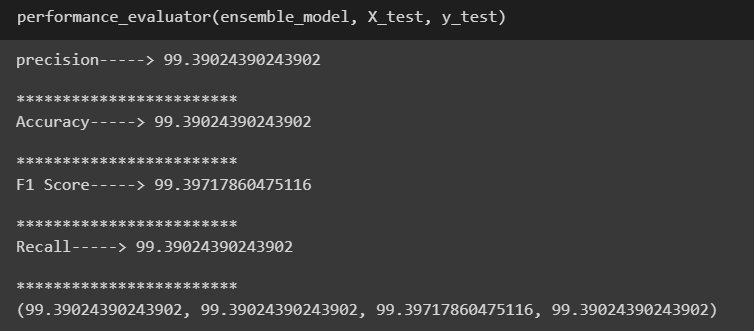 performance_evaluator(ensemble_model, X_test, y_test)
precision-----> 99.39024390243902
************************
Accuracy-----> 99.39024390243902
************************
F1 Score-----> 99.39717860475116
************************
Recall-----> 99.39024390243902
************************
(99.39024390243902, 99.39024390243902, 99.39717860475116, 99.39024390243902)